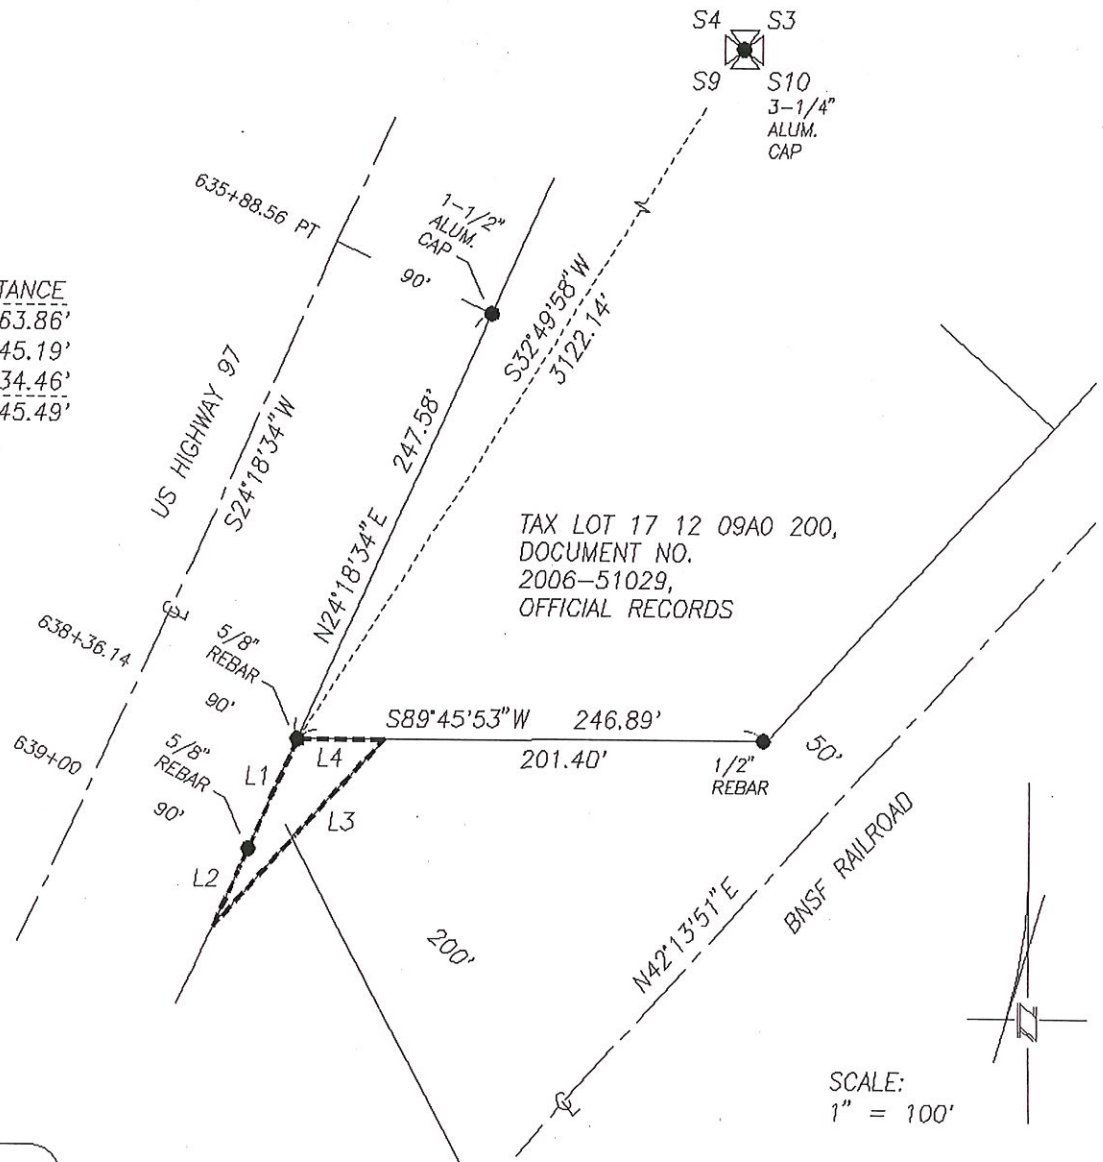 S4 S3
S9 S10
3-1/4"
ALUM.
CAP
635+88.56 PT
1-1/2"
ALUM.
CAP
90'
TANCE
63.86'
45.19'
34.46'
45.49'
US HIGHWAY 97
S24°18'34"W
S32°49'58"W
3122.14'
N24°18'34"E 247.58'
TAX LOT 17 12 09A0 200,
DOCUMENT NO.
2006-51029,
OFFICIAL RECORDS
638+36.14
5/8"
REBAR
90'
639+00
5/8"
REBAR
90'
S89°45'53"W 246.89'
201.40'
1/2"
REBAR
50'
L4
L1
L3
L2
200'
N42°13'51"E
BNSF RAILROAD
SCALE:
1" = 100'